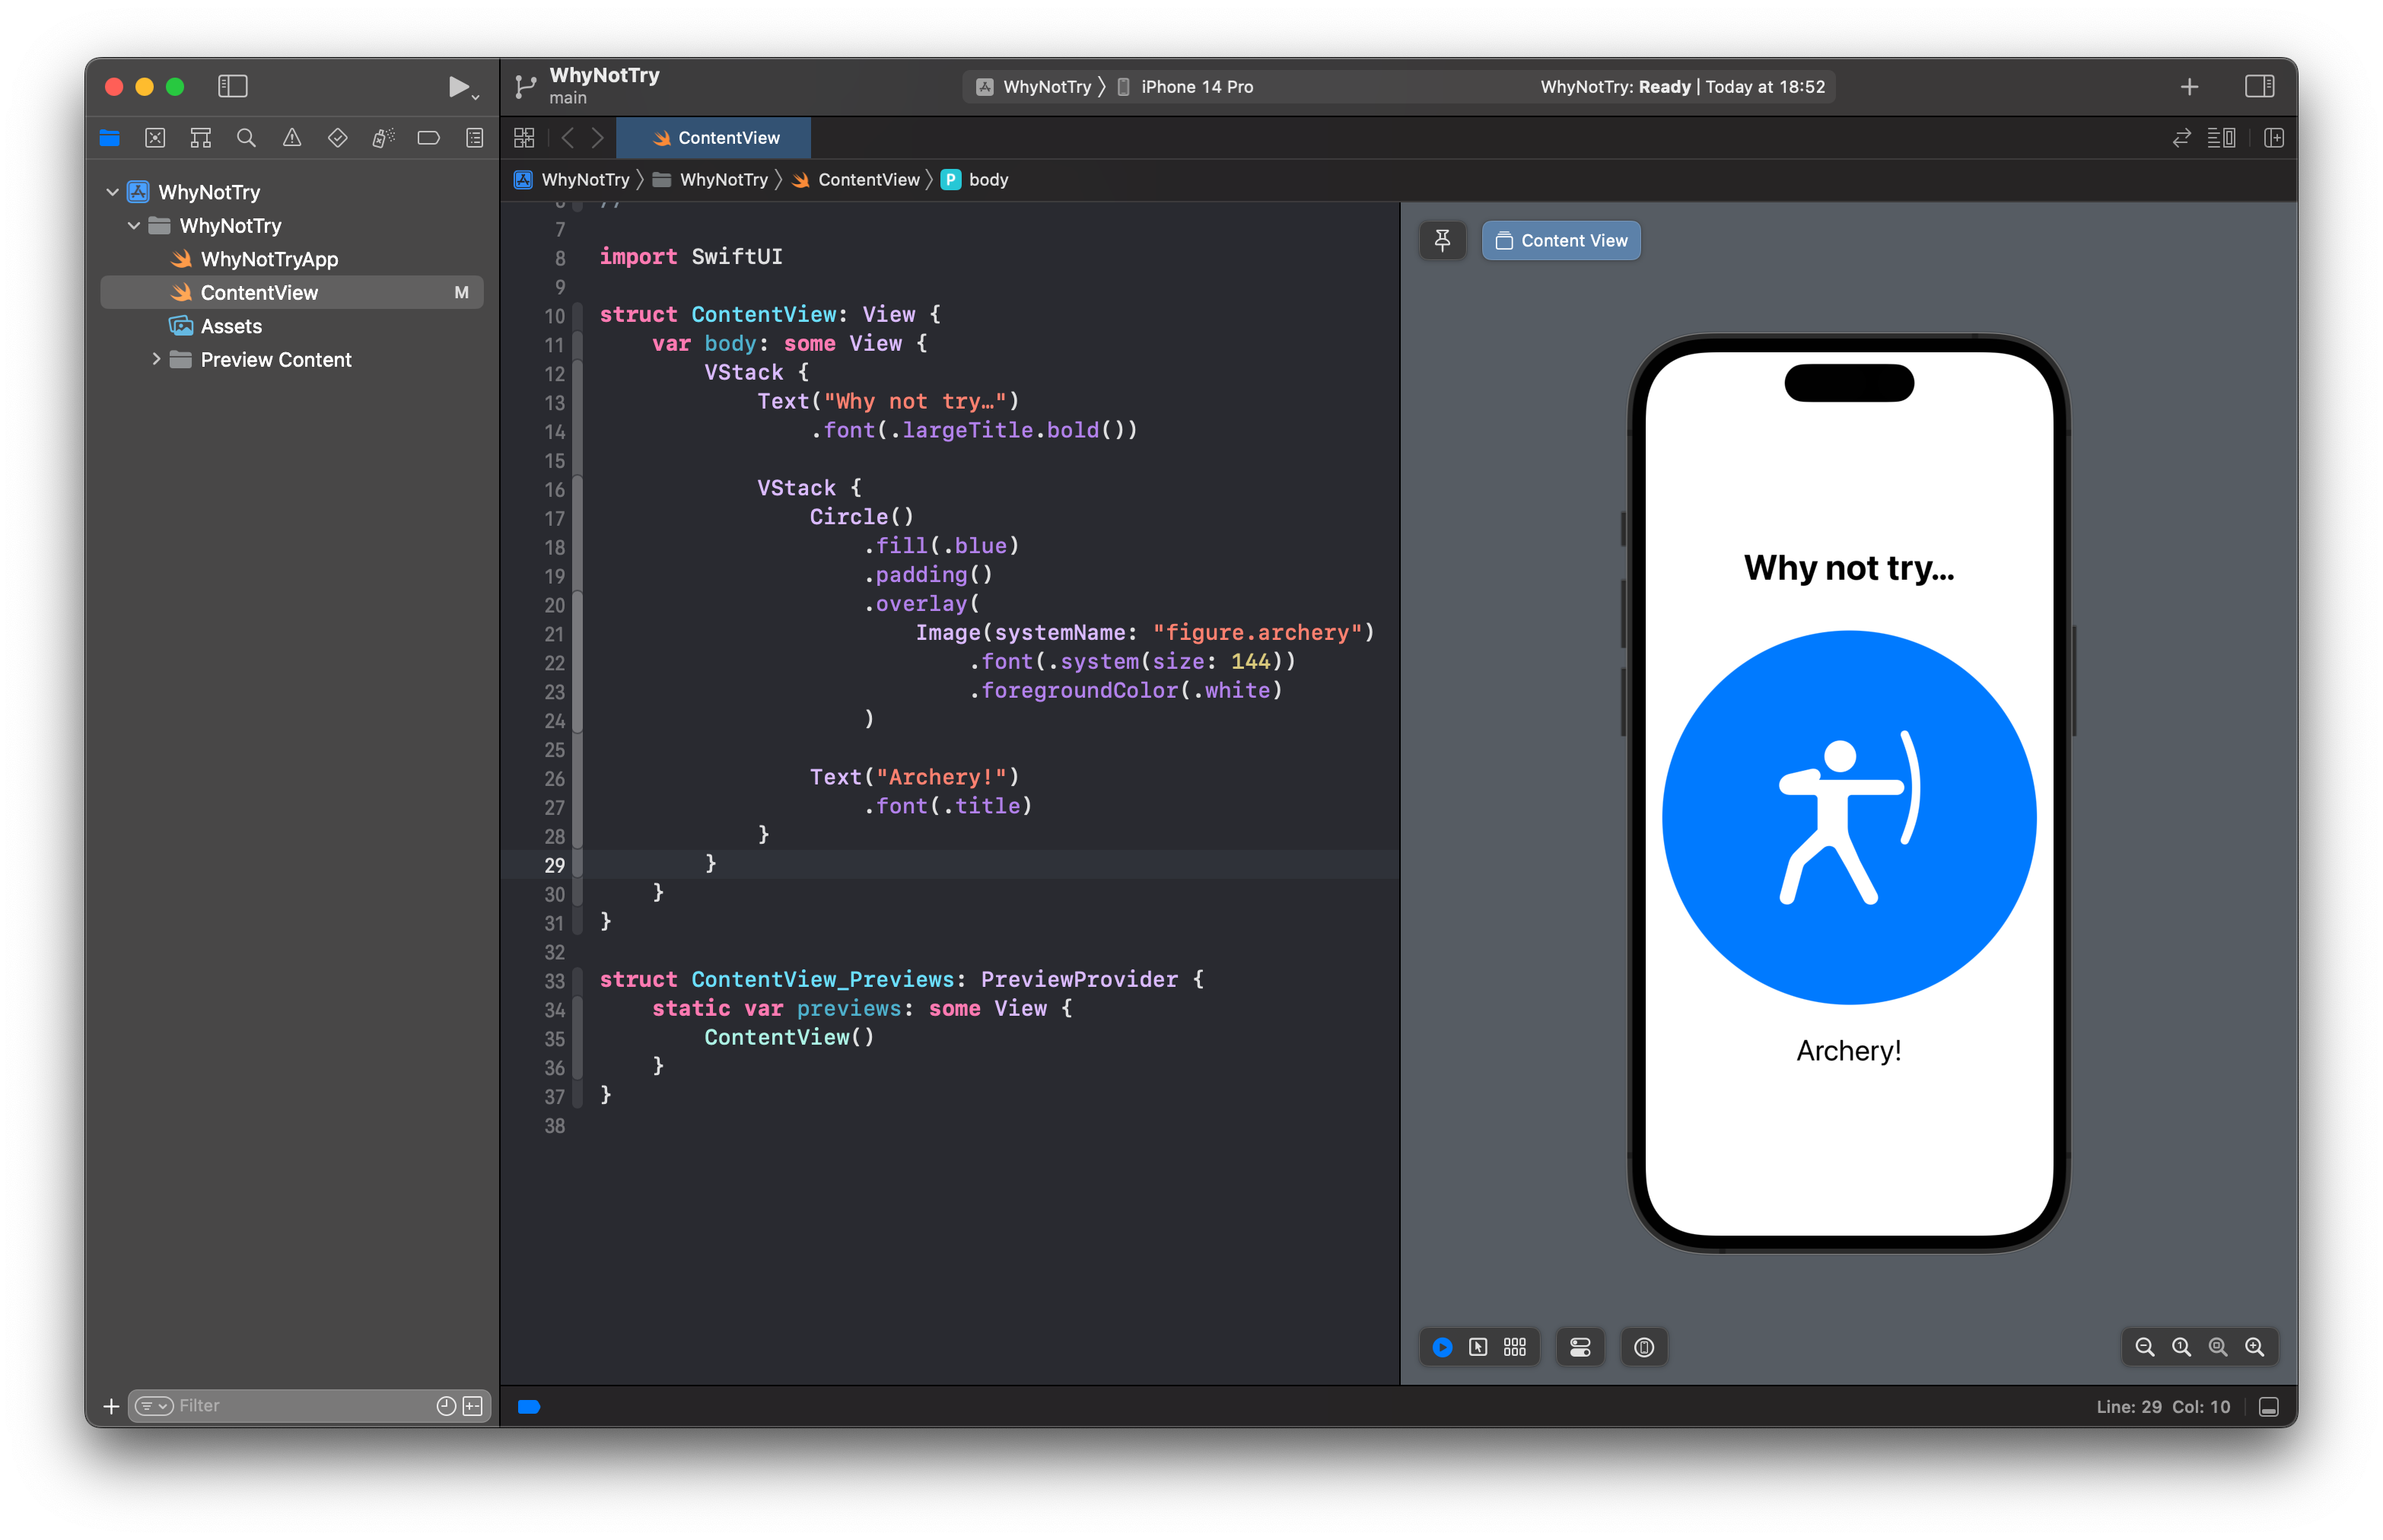 WhyNotTry
main
WhyNotTry
iPhone 14 Pro
WhyNotTry: Ready | Today at 18:52
ContentView
WhyNotTry
WhyNotTry
ContentView
body
WhyNotTry
WhyNotTry
WhyNotTryApp
ContentView M
Assets
Preview Content
Filter
6 //
7
8 import SwiftUI
9
10 struct ContentView: View {
11 var body: some View {
12 VStack {
13 Text("Why not try…")
14 .font(.largeTitle.bold())
15
16 VStack {
17 Circle()
18 .fill(.blue)
19 .padding()
20 .overlay(
21 Image(systemName: "figure.archery")
22 .font(.system(size: 144))
23 .foregroundColor(.white)
24 )
25
26 Text("Archery!")
27 .font(.title)
28 }
29 }
30 }
31 }
32
33 struct ContentView_Previews: PreviewProvider {
34 static var previews: some View {
35 ContentView()
36 }
37 }
38
Content View
Why not try…
Archery!
Line: 29 Col: 10